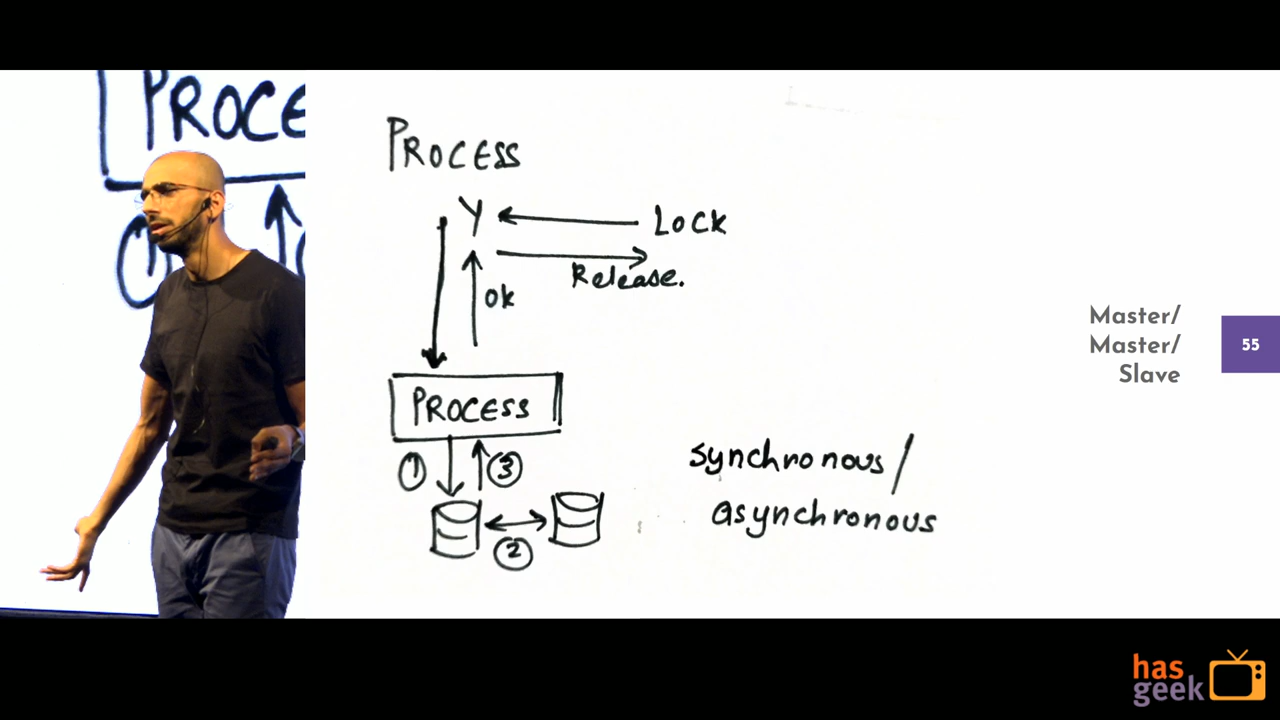 PROCE
PROCESS
Y
LOCK
Release.
Ok
PROCESS
1
3
2
synchronous/
asynchronous
Master/
Master/
Slave
55
has
geek